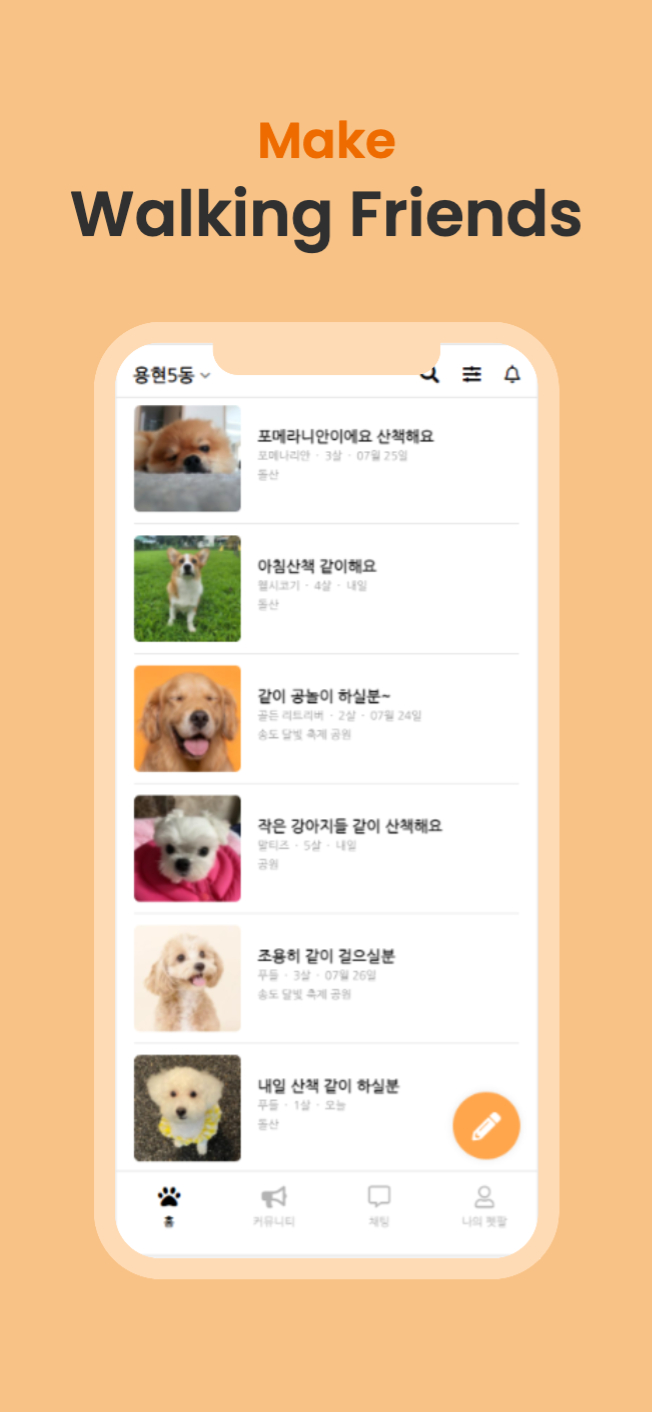 Make
Walking Friends
용현5동
포메라니안이에요 산책해요
포메나리안 · 3살 · 07월 25일
돌산
아침산책 같이해요
웰시코기 · 4살 · 내일
돌산
같이 공놀이 하실분~
골든 리트리버 · 2살 · 07월 24일
송도 달빛 축제 공원
작은 강아지들 같이 산책해요
말티즈 · 5살 · 내일
공원
조용히 같이 걸으실분
푸들 · 3살 · 07월 26일
송도 달빛 축제 공원
내일 산책 같이 하실분
푸들 · 1살 · 오늘
돌산
홈 커뮤니티 채팅 나의 펫팔